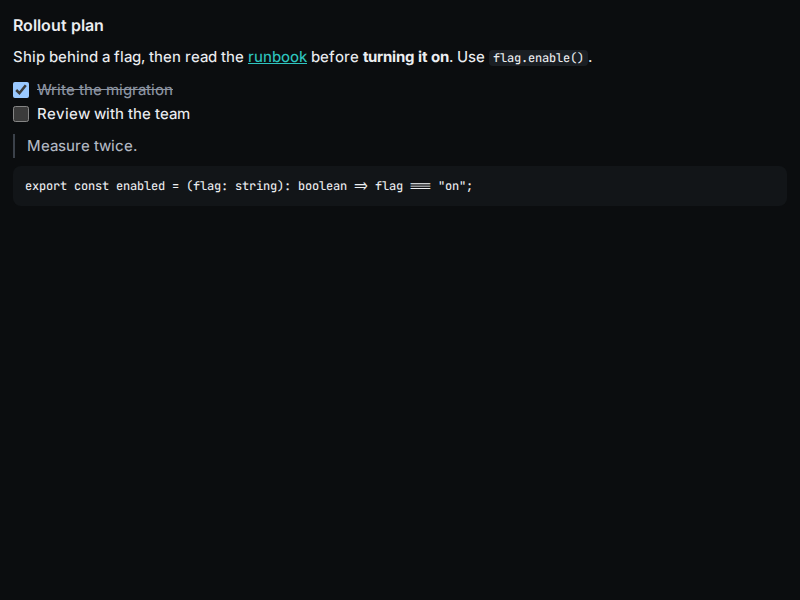 Rollout plan
Ship behind a flag, then read the runbook before turning it on. Use flag.enable().
Write the migration
Review with the team
Measure twice.
export const enabled = (flag: string): boolean => flag === "on";